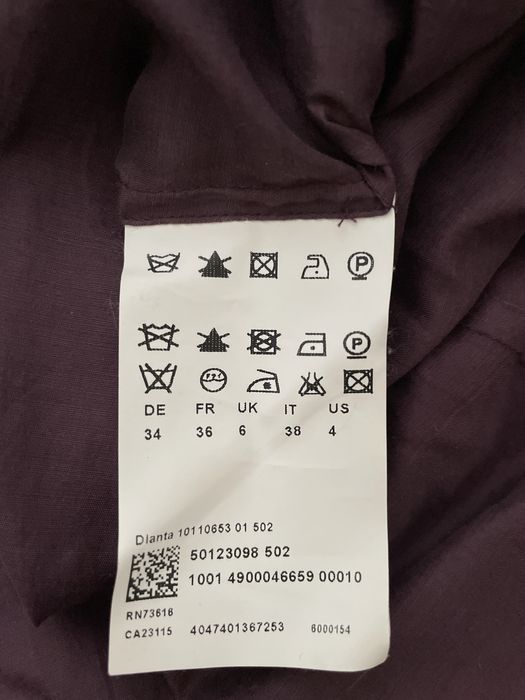 P
P
DE FR UK IT US
34 36 6 38 4
Dianta 10110653 01 502
50123098 502
1001 4900046659 00010
RN73616
CA23115 4047401367253 6000154